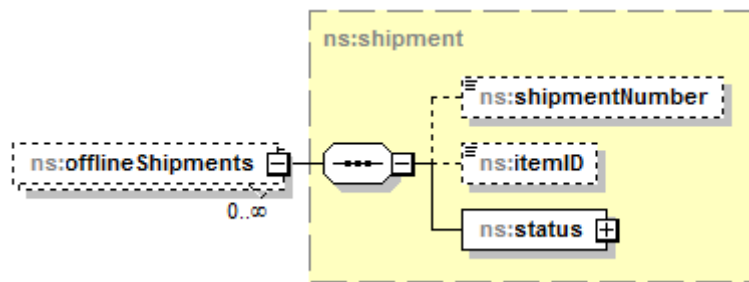 ns:shipment
ns:shipmentNumber
ns:offlineShipments
ns:itemID
0..∞
ns:status